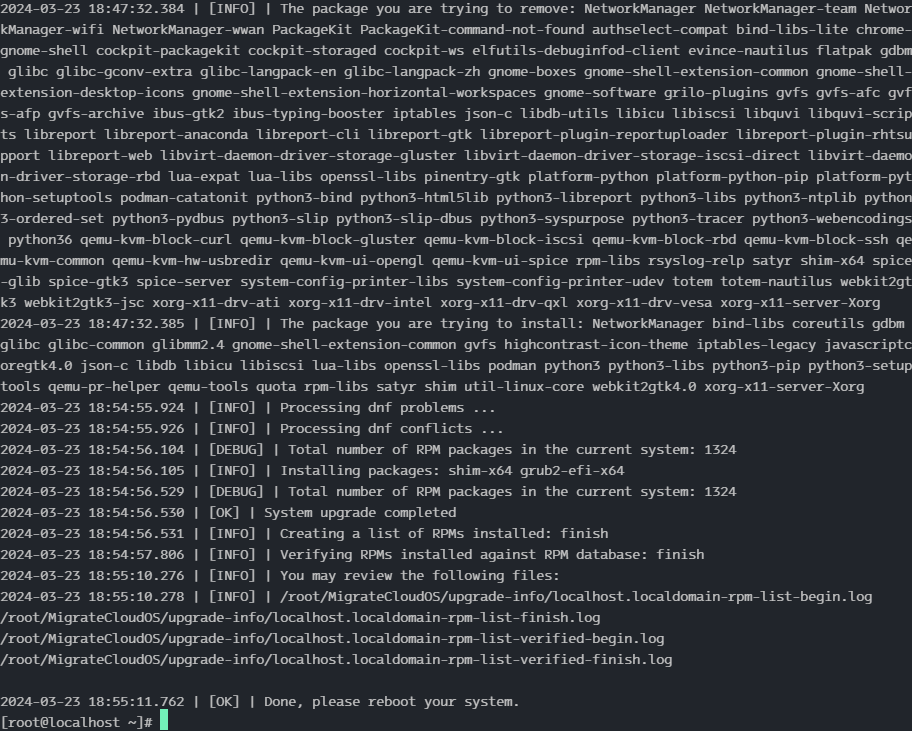 2024-03-23 18:47:32.384 | [INFO] | The package you are trying to remove: NetworkManager NetworkManager-team Networ
kManager-wifi NetworkManager-wwan PackageKit PackageKit-command-not-found authselect-compat bind-libs-lite chrome-
gnome-shell cockpit-packagekit cockpit-storaged cockpit-ws elfutils-debuginfod-client evince-nautilus flatpak gdbm
 glibc glibc-gconv-extra glibc-langpack-en glibc-langpack-zh gnome-boxes gnome-shell-extension-common gnome-shell-
extension-desktop-icons gnome-shell-extension-horizontal-workspaces gnome-software grilo-plugins gvfs gvfs-afc gvf
s-afp gvfs-archive ibus-gtk2 ibus-typing-booster iptables json-c libdb-utils libicu libiscsi libquvi libquvi-scrip
ts libreport libreport-anaconda libreport-cli libreport-gtk libreport-plugin-reportuploader libreport-plugin-rhtsu
pport libreport-web libvirt-daemon-driver-storage-gluster libvirt-daemon-driver-storage-iscsi-direct libvirt-daemo
n-driver-storage-rbd lua-expat lua-libs openssl-libs pinentry-gtk platform-python platform-python-pip platform-pyt
hon-setuptools podman-catatonit python3-bind python3-html5lib python3-libreport python3-libs python3-ntplib python
3-ordered-set python3-pydbus python3-slip python3-slip-dbus python3-syspurpose python3-tracer python3-webencodings
 python36 qemu-kvm-block-curl qemu-kvm-block-gluster qemu-kvm-block-iscsi qemu-kvm-block-rbd qemu-kvm-block-ssh qe
mu-kvm-common qemu-kvm-hw-usbredir qemu-kvm-ui-opengl qemu-kvm-ui-spice rpm-libs rsyslog-relp satyr shim-x64 spice
-glib spice-gtk3 spice-server system-config-printer-libs system-config-printer-udev totem totem-nautilus webkit2gt
k3 webkit2gtk3-jsc xorg-x11-drv-ati xorg-x11-drv-intel xorg-x11-drv-qxl xorg-x11-drv-vesa xorg-x11-server-Xorg
2024-03-23 18:47:32.385 | [INFO] | The package you are trying to install: NetworkManager bind-libs coreutils gdbm
glibc glibc-common glibmm2.4 gnome-shell-extension-common gvfs highcontrast-icon-theme iptables-legacy javascriptc
oregtk4.0 json-c libdb libicu libiscsi lua-libs openssl-libs podman python3 python3-libs python3-pip python3-setup
tools qemu-pr-helper qemu-tools quota rpm-libs satyr shim util-linux-core webkit2gtk4.0 xorg-x11-server-Xorg
2024-03-23 18:54:55.924 | [INFO] | Processing dnf problems ...
2024-03-23 18:54:55.926 | [INFO] | Processing dnf conflicts ...
2024-03-23 18:54:56.104 | [DEBUG] | Total number of RPM packages in the current system: 1324
2024-03-23 18:54:56.105 | [INFO] | Installing packages: shim-x64 grub2-efi-x64
2024-03-23 18:54:56.529 | [DEBUG] | Total number of RPM packages in the current system: 1324
2024-03-23 18:54:56.530 | [OK] | System upgrade completed
2024-03-23 18:54:56.531 | [INFO] | Creating a list of RPMs installed: finish
2024-03-23 18:54:57.806 | [INFO] | Verifying RPMs installed against RPM database: finish
2024-03-23 18:55:10.276 | [INFO] | You may review the following files:
2024-03-23 18:55:10.278 | [INFO] | /root/MigrateCloudOS/upgrade-info/localhost.localdomain-rpm-list-begin.log
/root/MigrateCloudOS/upgrade-info/localhost.localdomain-rpm-list-finish.log
/root/MigrateCloudOS/upgrade-info/localhost.localdomain-rpm-list-verified-begin.log
/root/MigrateCloudOS/upgrade-info/localhost.localdomain-rpm-list-verified-finish.log

2024-03-23 18:55:11.762 | [OK] | Done, please reboot your system.
[root@localhost ~]#